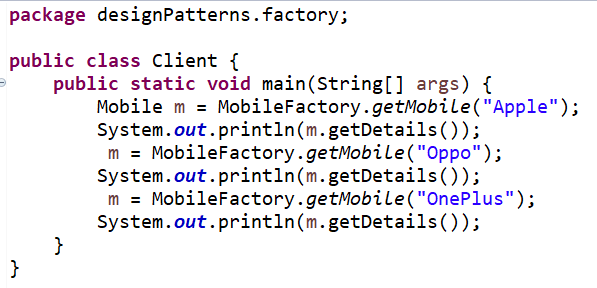 package designPatterns.factory;
public class Client {
public static void main(String[] args) {
Mobile m = MobileFactory.getMobile("Apple");
System.out.println(m.getDetails());
m = MobileFactory.getMobile("Oppo");
System.out.println(m.getDetails());
m = MobileFactory.getMobile("OnePlus");
System.out.println(m.getDetails());
}
}